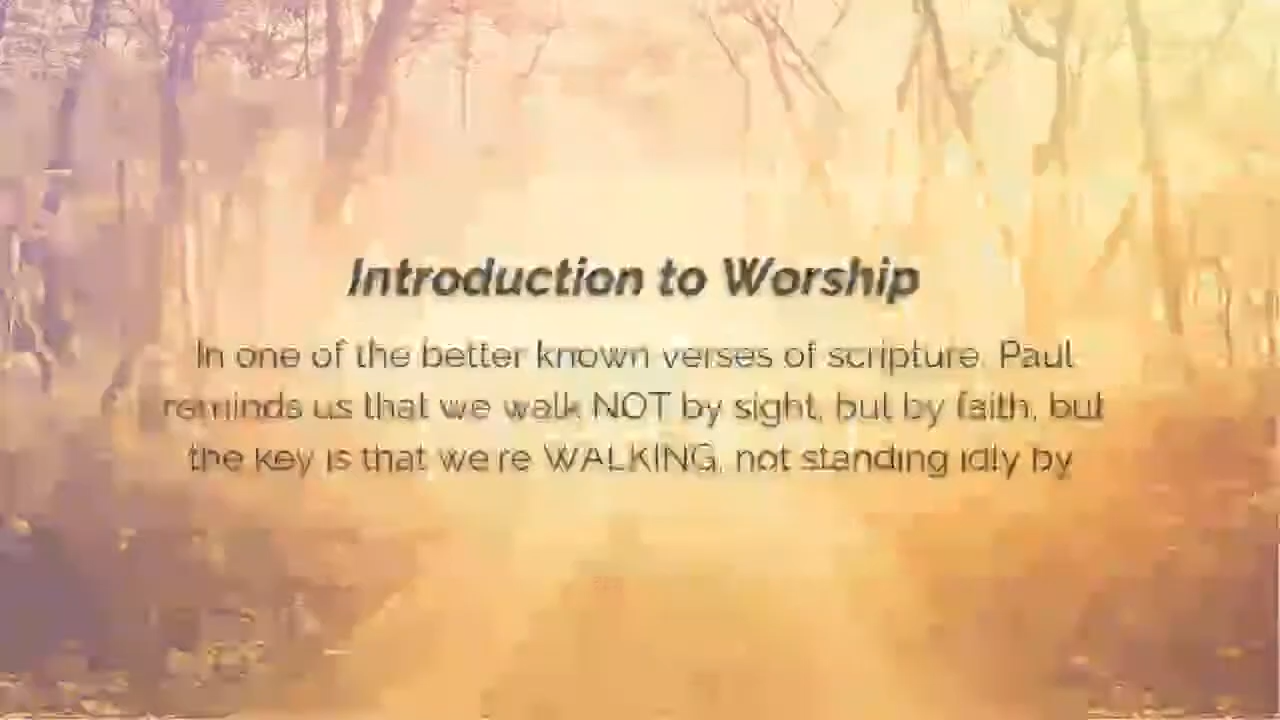 Introduction to Worship
In one of the better known verses of scripture, Paul
reminds us that we walk NOT by sight, but by faith, but
the key is that we're WALKING, not standing idly by